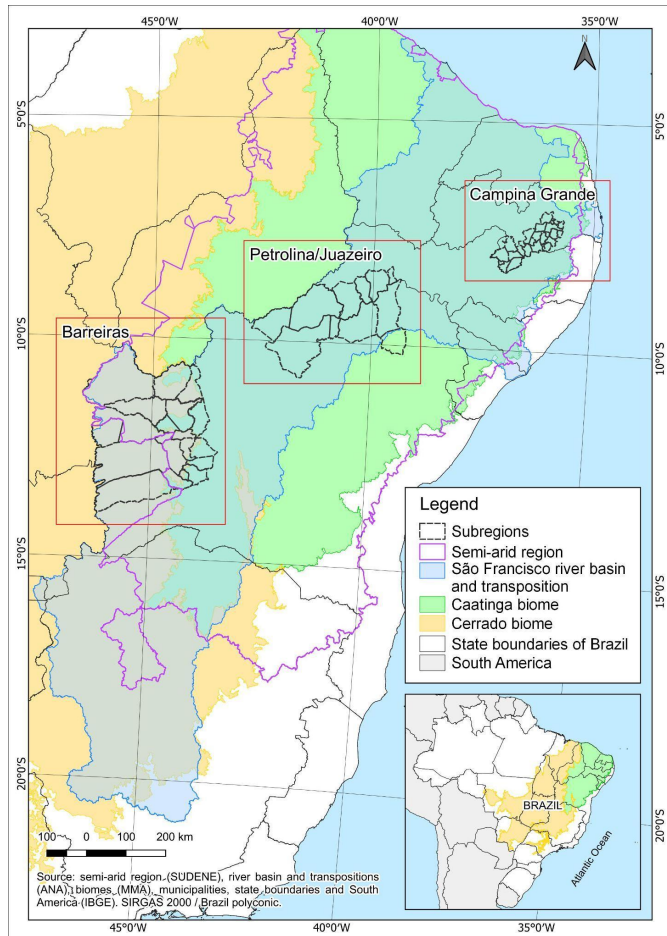 45°0'W 40°0'W 35°0'W
N
5°0'S 5°0'S
Campina Grande
Petrolina/Juazeiro
Barreiras
10°0'S 10°0'S
Legend
Subregions
Semi-arid region
São Francisco river basin
and transposition
Caatinga biome
Cerrado biome
State boundaries of Brazil
South America
15°0'S 15°0'S
20°0'S 20°0'S
BRAZIL
Atlantic Ocean
100 0 100 200 km
Source: semi-arid region (SUDENE), river basin and transpositions
(ANA), biomes (MMA), municipalities, state boundaries and South
America (IBGE). SIRGAS 2000 / Brazil polyconic.
45°0'W 40°0'W 39°0'W